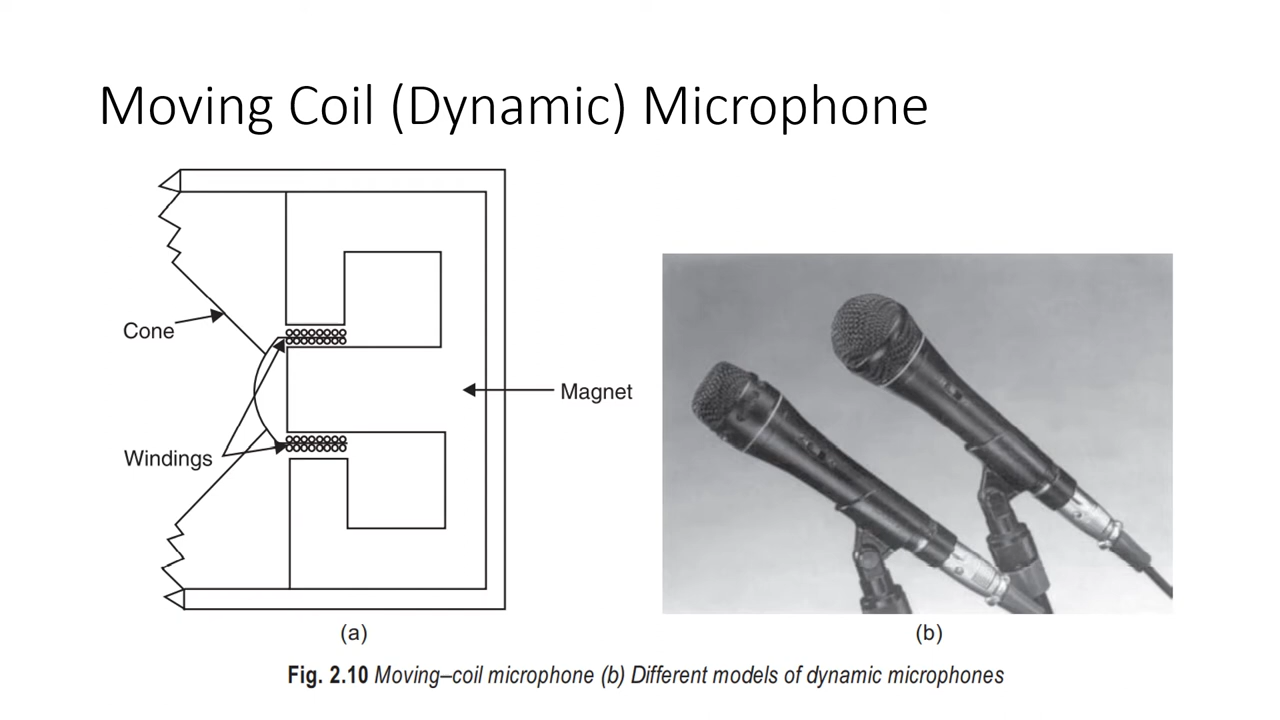 Moving Coil (Dynamic) Microphone
Cone
Magnet
Windings
(a)
(b)
Fig. 2.10 Moving–coil microphone (b) Different models of dynamic microphones